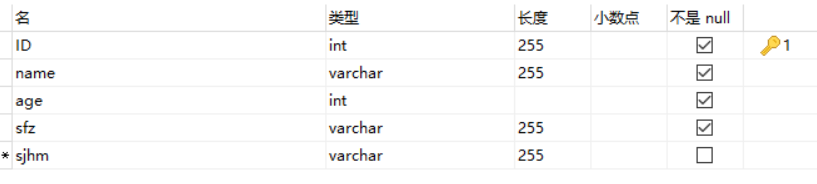 名 类型 长度 小数点 不是 null
ID int 255 1
name varchar 255
age int
sfz varchar 255
* sjhm varchar 255